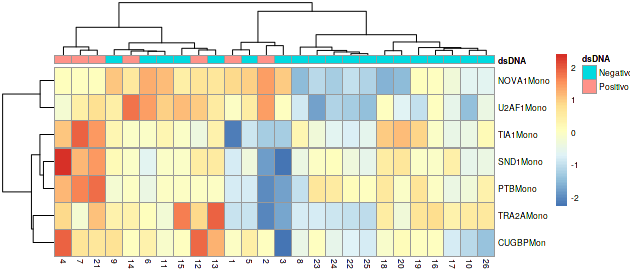 dsDNA
NOVA1Mono
U2AF1Mono
TIA1Mono
SND1Mono
PTBMono
TRA2AMono
CUGBPMon
4 7 21 9 14 6 11 15 12 13 1 5 2 3 8 23 24 22 25 18 20 19 16 17 10 26
2
1
0
-1
-2
dsDNA
Negativo
Positivo